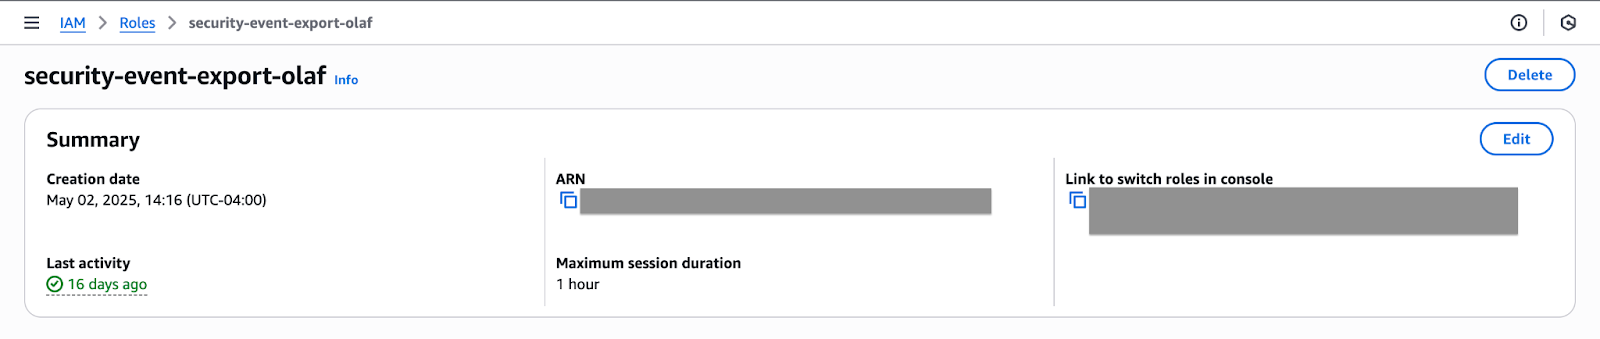 IAM > Roles > security-event-export-olaf
security-event-export-olaf Info
Delete
Summary
Edit
Creation date
May 02, 2025, 14:16 (UTC-04:00)
ARN
Link to switch roles in console
Last activity
16 days ago
Maximum session duration
1 hour